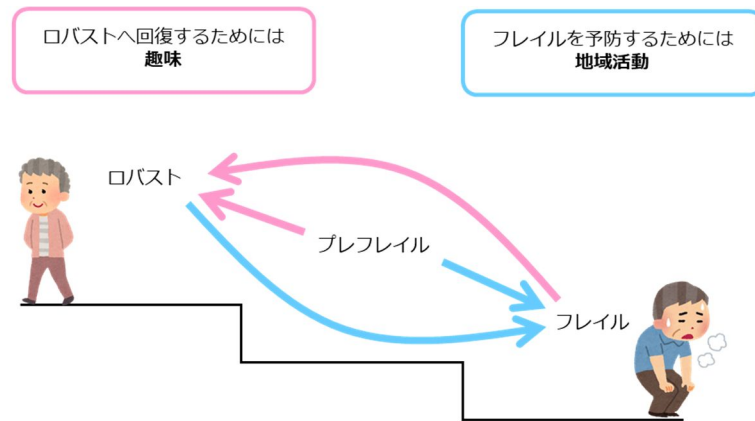 ロバストへ回復するためには
趣味
フレイルを予防するためには
地域活動
ロバスト
プレフレイル
フレイル